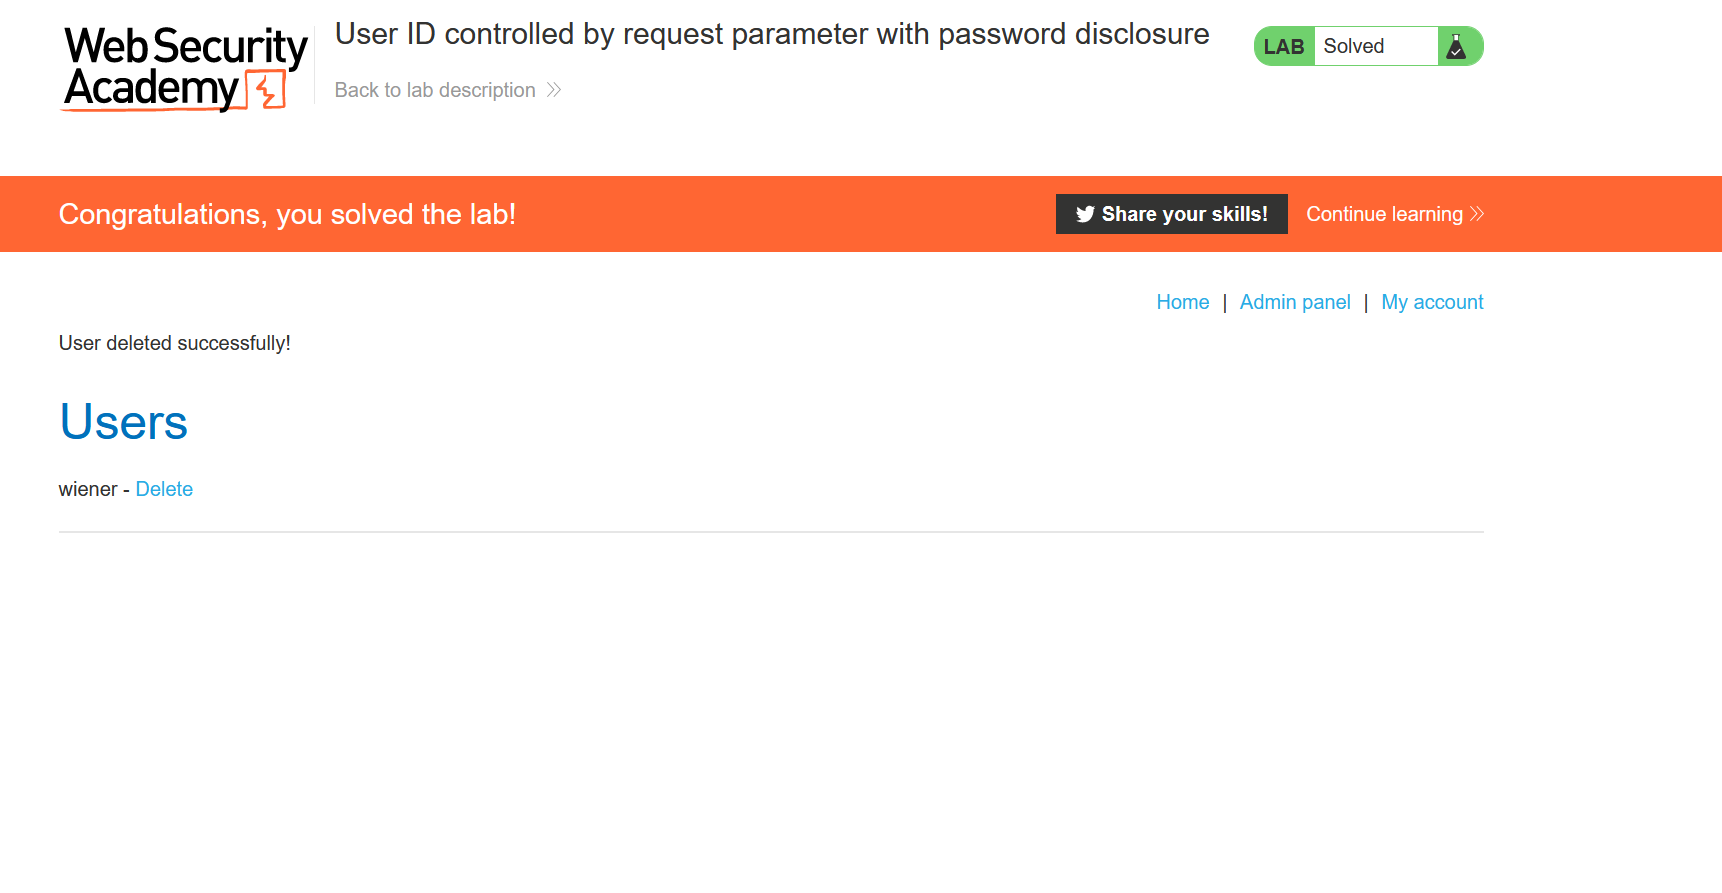 Web Security
Academy
User ID controlled by request parameter with password disclosure
Back to lab description
LAB Solved
Congratulations, you solved the lab!
Share your skills!
Continue learning
Home | Admin panel | My account
User deleted successfully!
Users
wiener - Delete